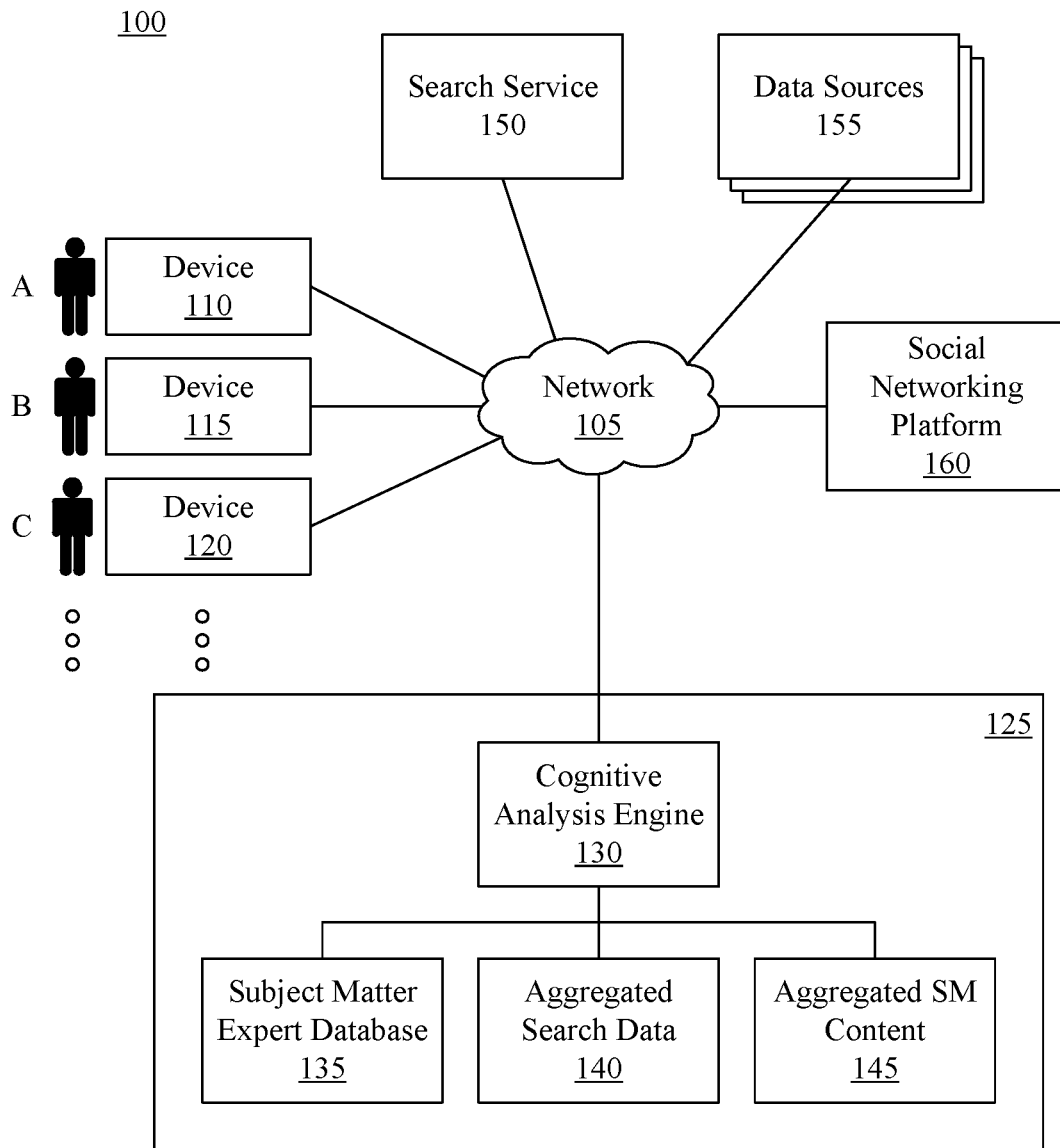 100
Search Service
150
Data Sources
155
A
Device
110
B
Device
115
C
Device
120
Network
105
Social
Networking
Platform
160
125
Cognitive
Analysis Engine
130
Subject Matter
Expert Database
135
Aggregated
Search Data
140
Aggregated SM
Content
145